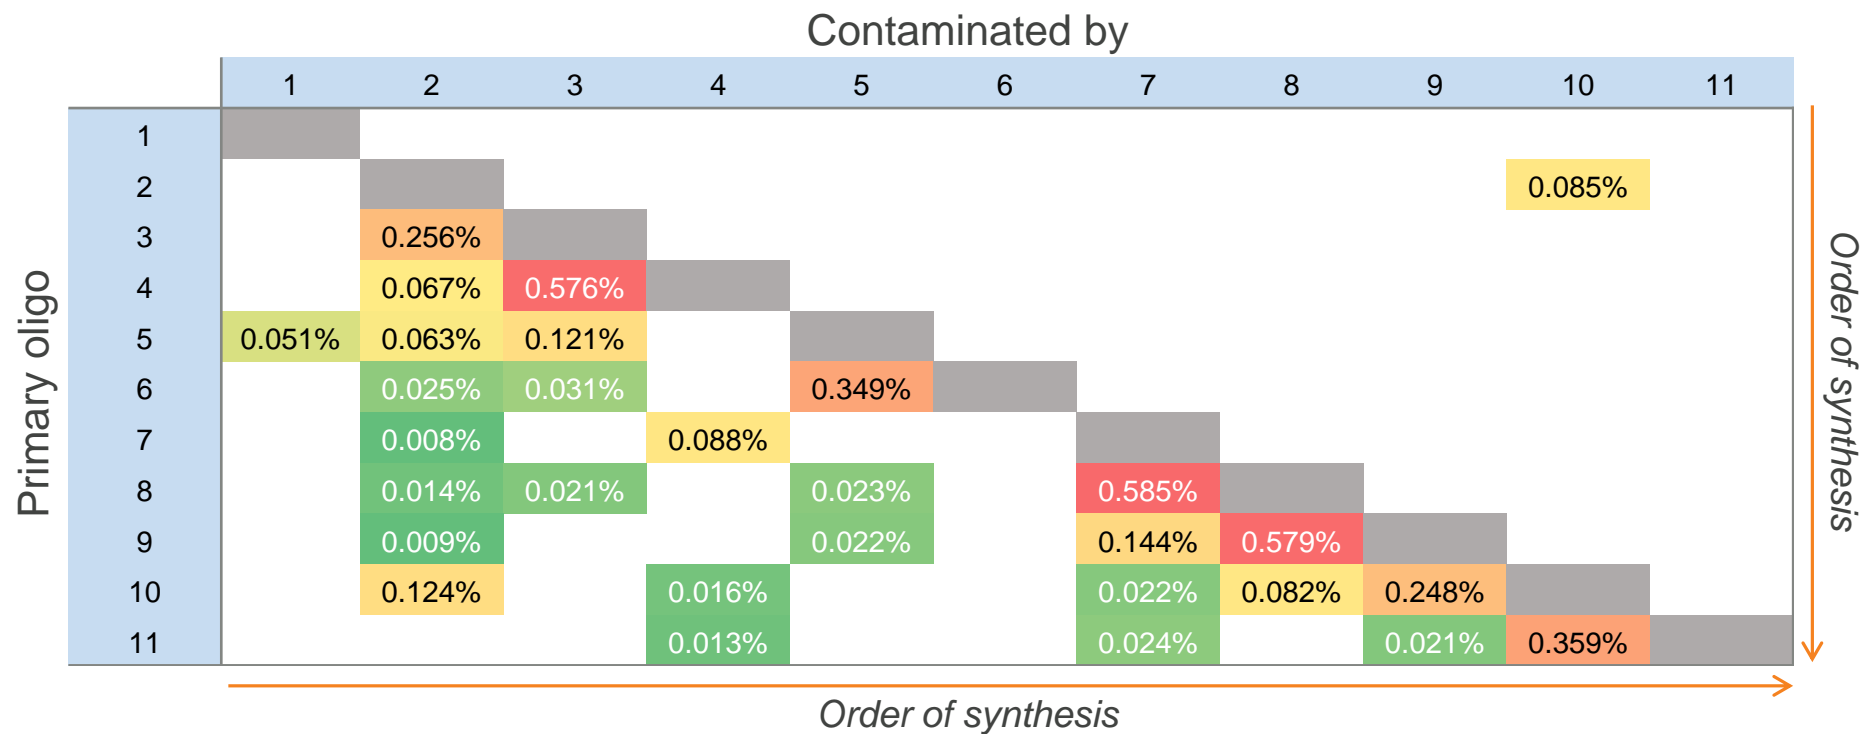 Contaminated by
1 2 3 4 5 6 7 8 9 10 11
1
2 0.085%
3 0.256%
4 0.067% 0.576%
5 0.051% 0.063% 0.121%
6 0.025% 0.031% 0.349%
7 0.008% 0.088%
8 0.014% 0.021% 0.023% 0.585%
9 0.009% 0.022% 0.144% 0.579%
10 0.124% 0.016% 0.022% 0.082% 0.248%
11 0.013% 0.024% 0.021% 0.359%
Primary oligo
Order of synthesis
Order of synthesis